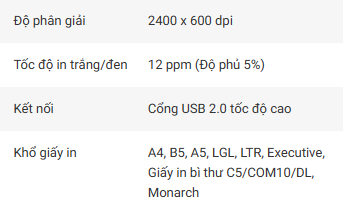 Độ phân giải 2400 x 600 dpi
Tốc độ in trắng/đen 12 ppm (Độ phủ 5%)
Kết nối Cổng USB 2.0 tốc độ cao
Khổ giấy in A4, B5, A5, LGL, LTR, Executive,
Giấy in bì thư C5/COM10/DL,
Monarch